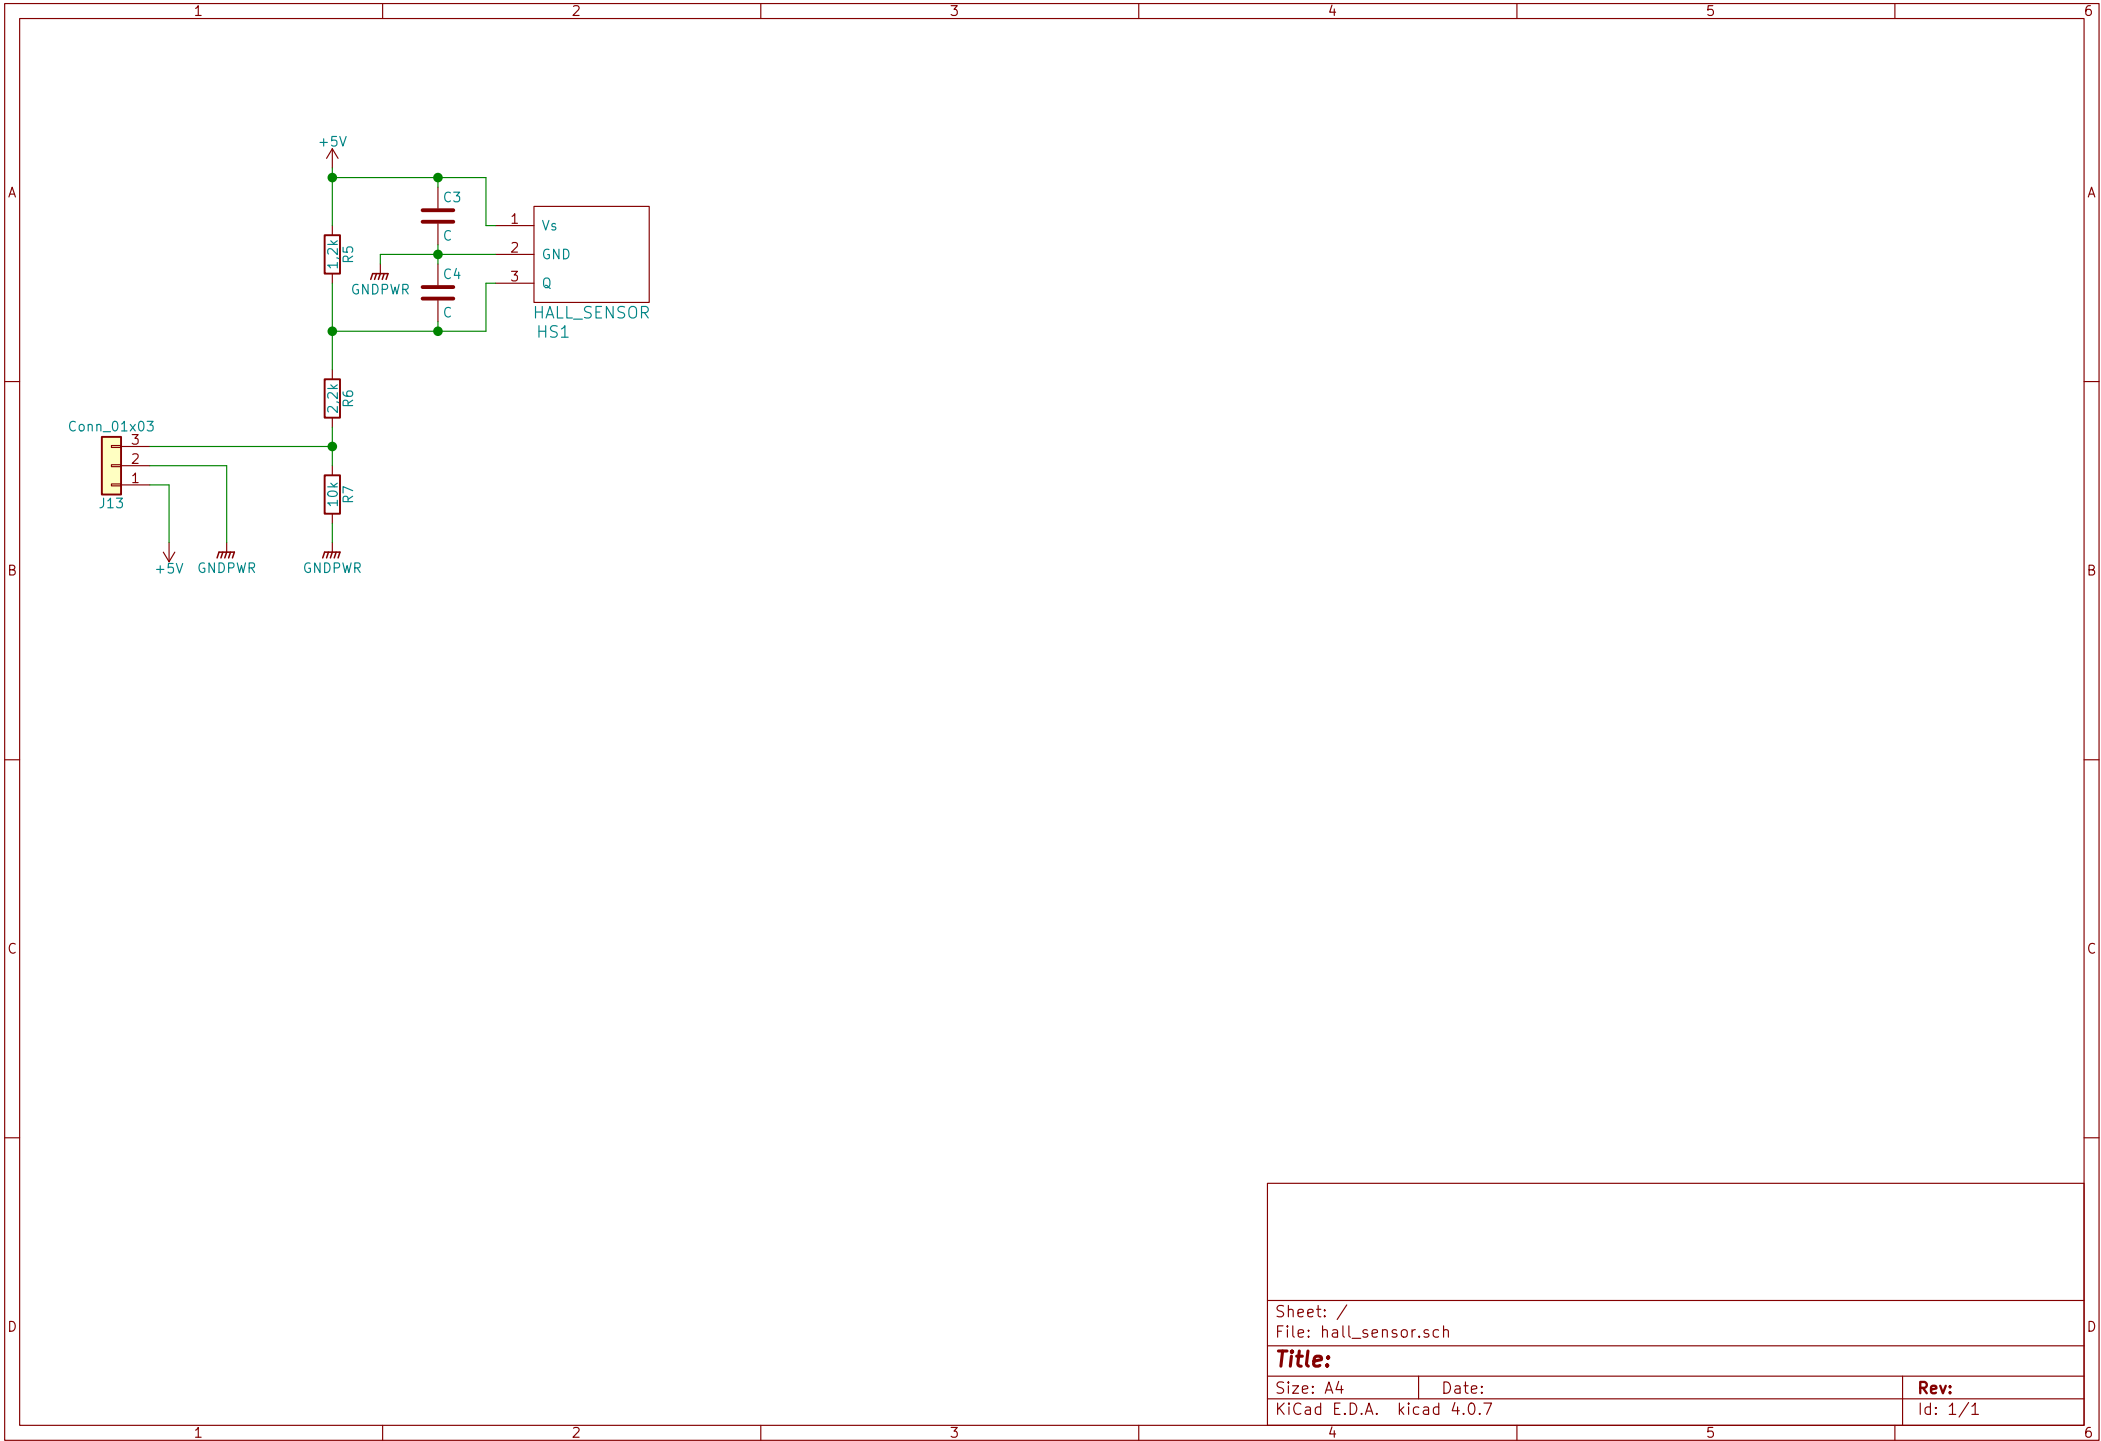 1 2 3 4 5 6
A A
+5V
C3
C
1,2k
R5
GNDPWR
C4
C
1 Vs
2 GND
3 Q
HALL_SENSOR
HS1
2,2k
R6
Conn_01x03
3
2
1
J13
10k
R7
+5V GNDPWR GNDPWR
B B
C C
D D
Sheet: /
File: hall_sensor.sch
Title:
Size: A4 Date: Rev:
KiCad E.D.A. kicad 4.0.7 Id: 1/1
1 2 3 4 5 6